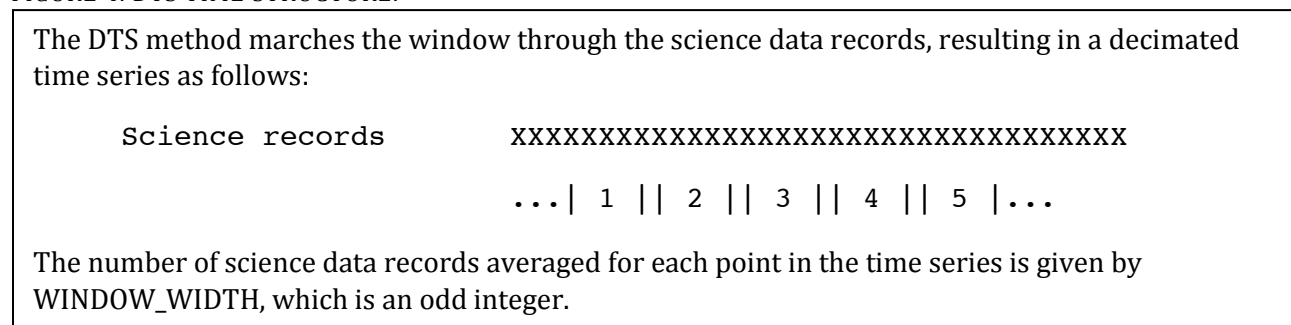 The DTS method marches the window through the science data records, resulting in a decimated
time series as follows:
Science records XXXXXXXXXXXXXXXXXXXXXXXXXXXXXXXXXXX
...| 1 || 2 || 3 || 4 || 5 |...
The number of science data records averaged for each point in the time series is given by
WINDOW_WIDTH, which is an odd integer.